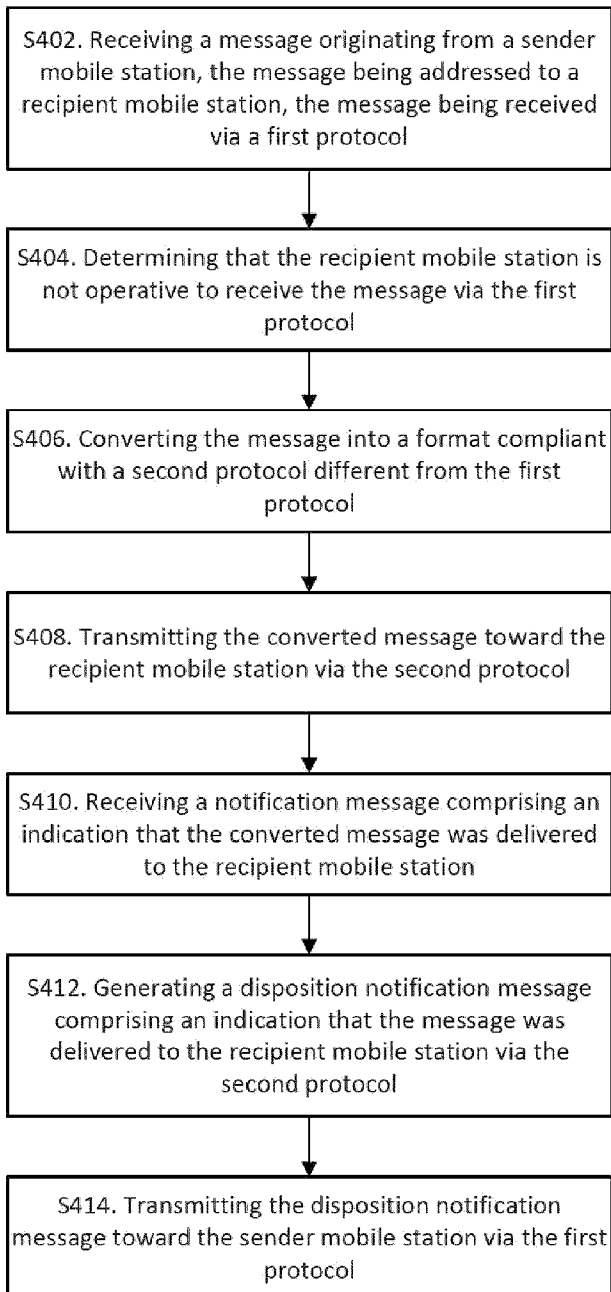 S402. Receiving a message originating from a sender
mobile station, the message being addressed to a
recipient mobile station, the message being received
via a first protocol
S404. Determining that the recipient mobile station is
not operative to receive the message via the first
protocol
S406. Converting the message into a format compliant
with a second protocol different from the first
protocol
S408. Transmitting the converted message toward the
recipient mobile station via the second protocol
S410. Receiving a notification message comprising an
indication that the converted message was delivered
to the recipient mobile station
S412. Generating a disposition notification message
comprising an indication that the message was
delivered to the recipient mobile station via the
second protocol
S414. Transmitting the disposition notification
message toward the sender mobile station via the first
protocol